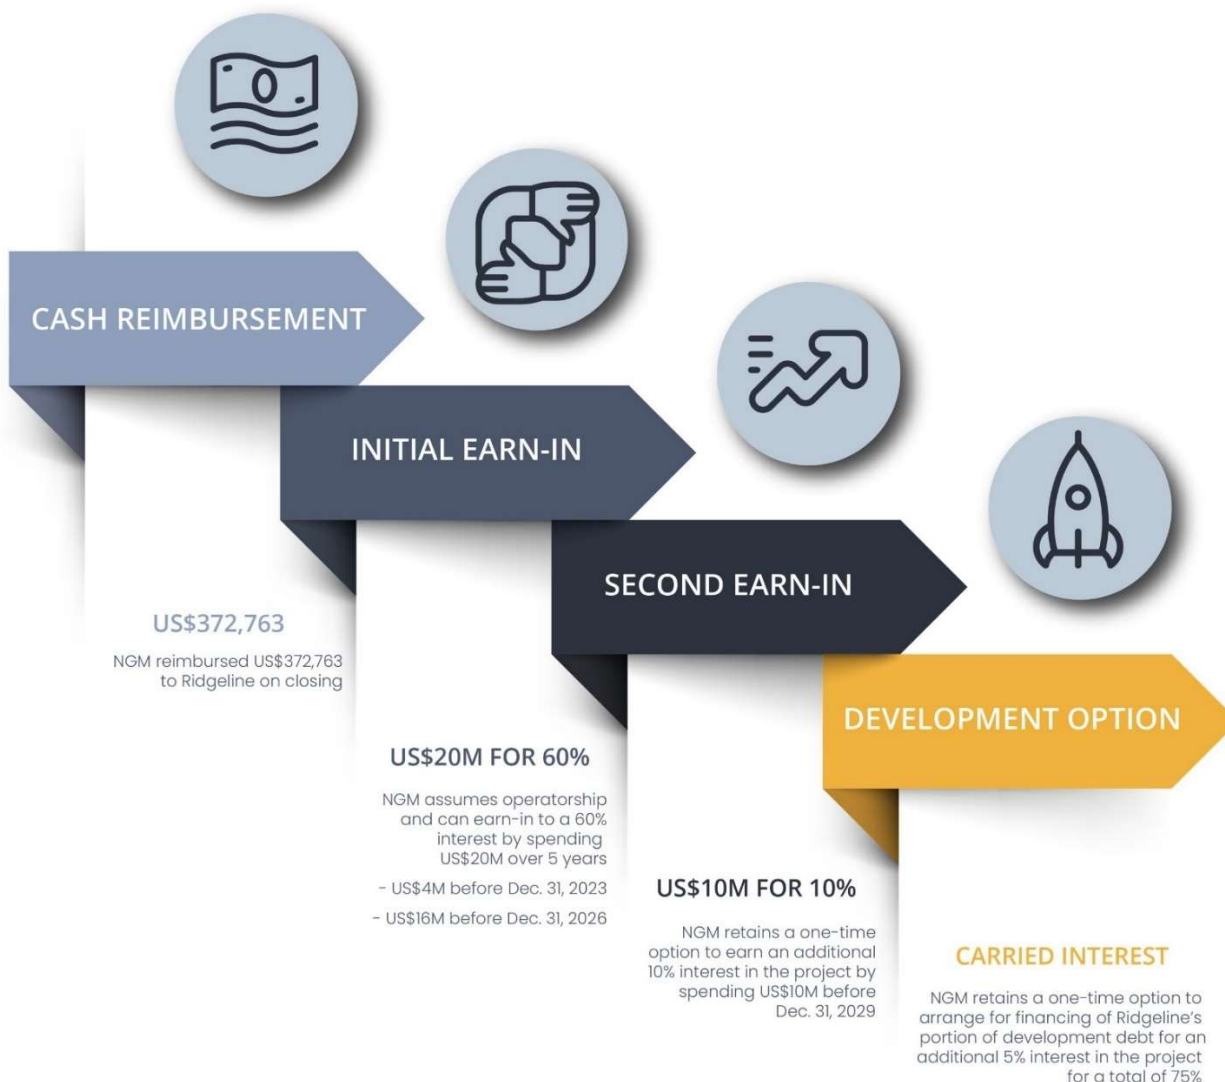 CASH REIMBURSEMENT
US$372,763
NGM reimbursed US$372,763
to Ridgeline on closing
INITIAL EARN-IN
US$20M FOR 60%
NGM assumes operatorship
and can earn-in to a 60%
interest by spending
US$20M over 5 years
- US$4M before Dec. 31, 2023
- US$16M before Dec. 31, 2026
SECOND EARN-IN
US$10M FOR 10%
NGM retains a one-time
option to earn an additional
10% interest in the project by
spending US$10M before
Dec. 31, 2029
DEVELOPMENT OPTION
CARRIED INTEREST
NGM retains a one-time option to
arrange for financing of Ridgeline's
portion of development debt for an
additional 5% interest in the project
for a total of 75%